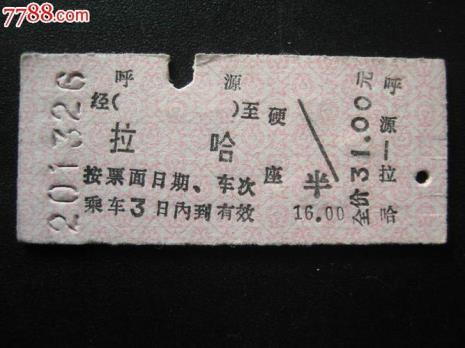 7788.com
201326
呼 源
经( )至 硬
拉 哈
座
按票面日期、车次
乘车3日内到有效
半
16.00
全价31.00元
呼源—拉哈